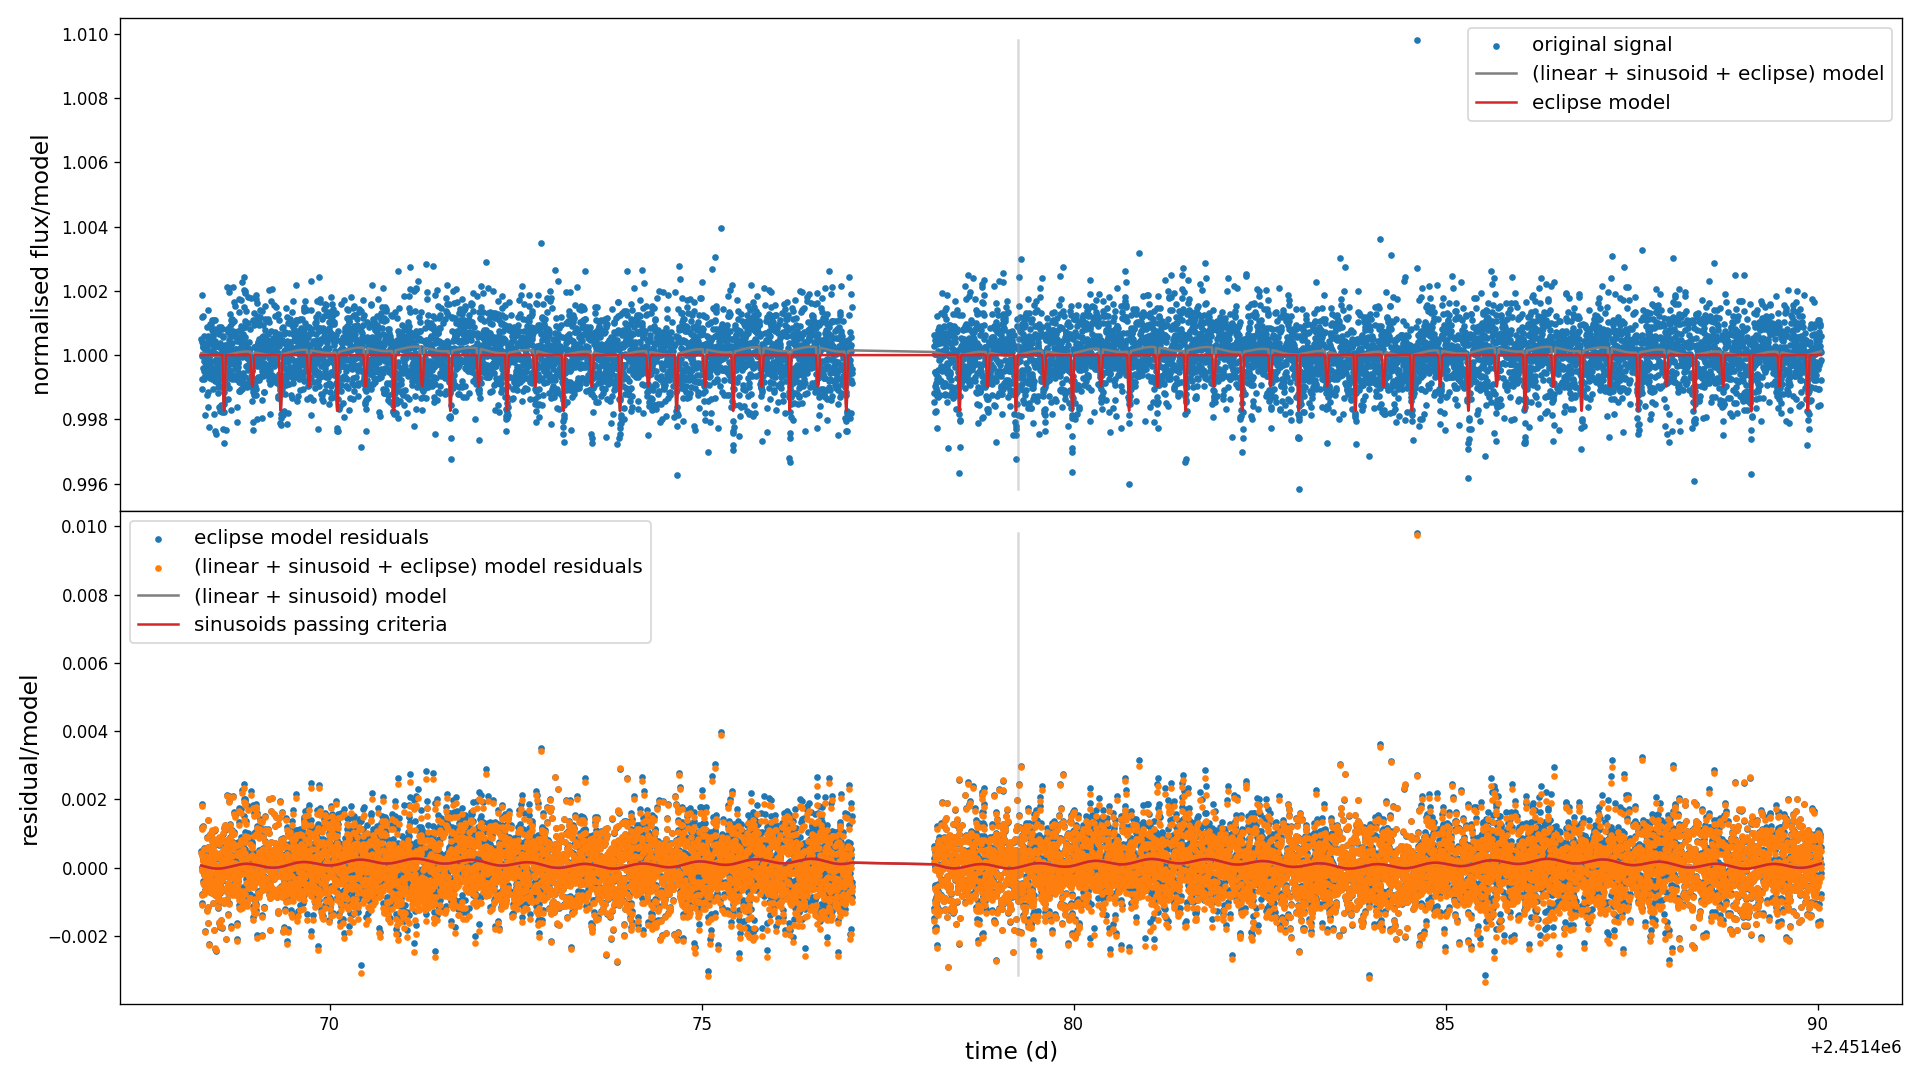 1.010
1.008
1.006
1.004
1.002
1.000
0.998
0.996
normalised flux/model
original signal
(linear + sinusoid + eclipse) model
eclipse model
0.010
0.008
0.006
0.004
0.002
0.000
−0.002
residual/model
eclipse model residuals
(linear + sinusoid + eclipse) model residuals
(linear + sinusoid) model
sinusoids passing criteria
70
75
80
85
90
time (d)
+2.4514e6